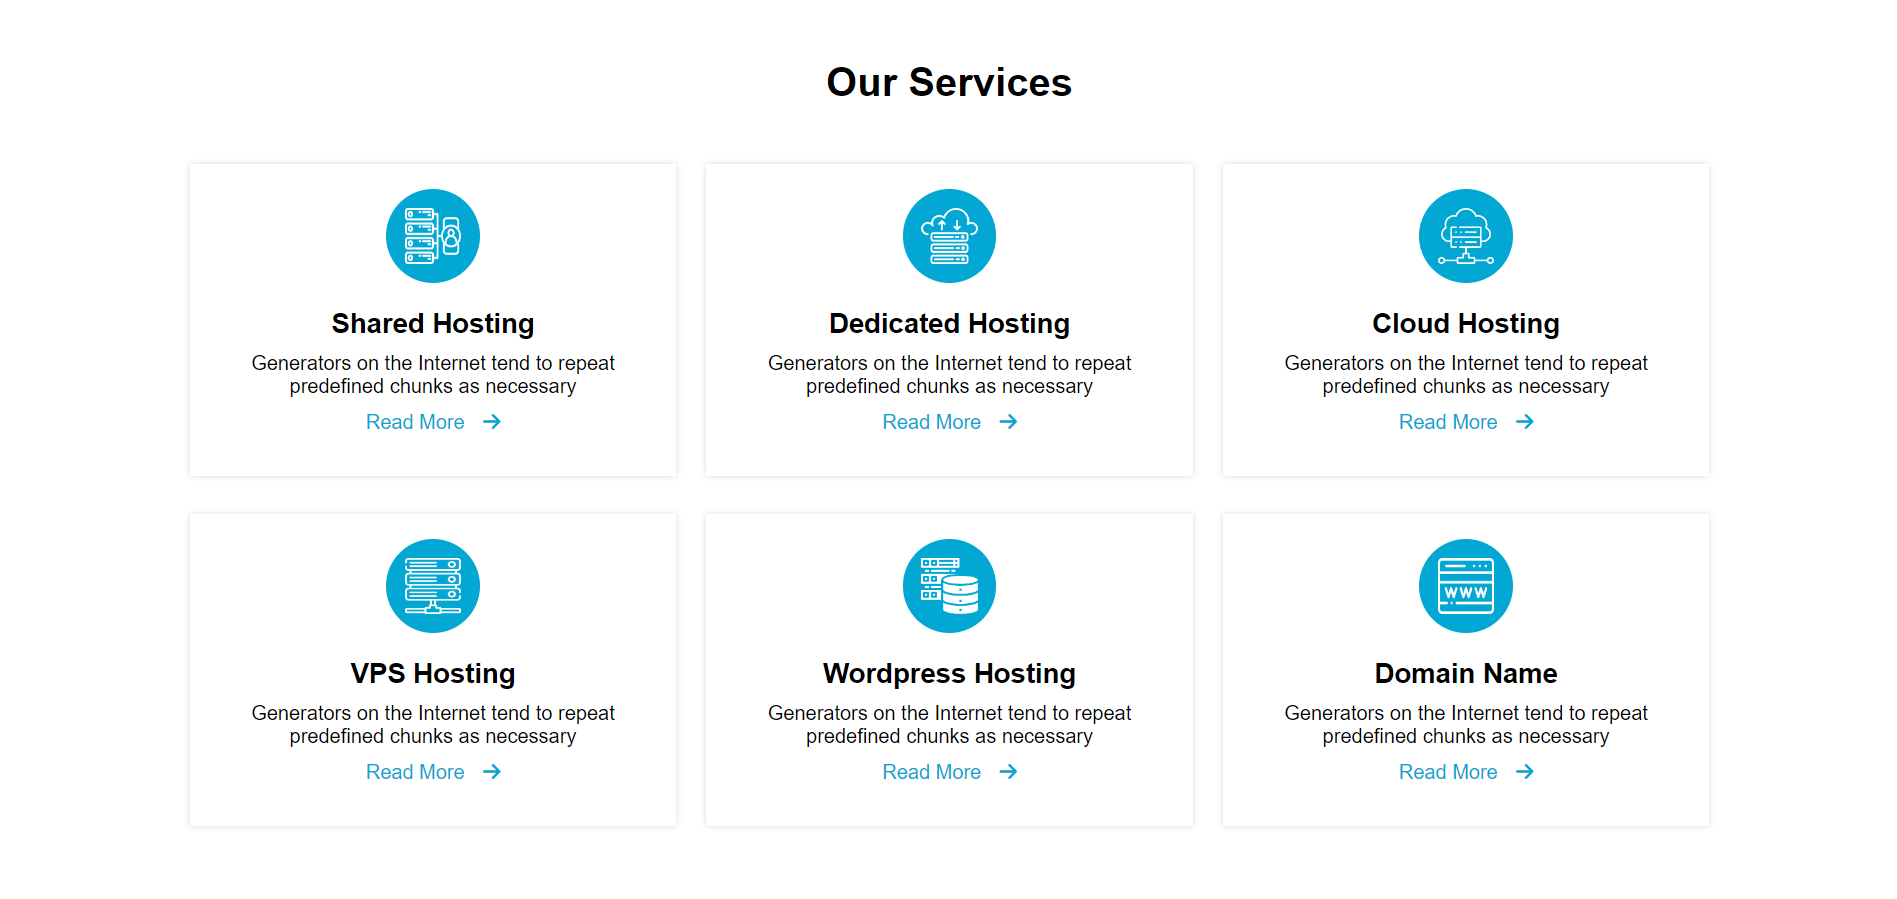 Our Services
Shared Hosting
Generators on the Internet tend to repeat
predefined chunks as necessary
Read More
Dedicated Hosting
Generators on the Internet tend to repeat
predefined chunks as necessary
Read More
Cloud Hosting
Generators on the Internet tend to repeat
predefined chunks as necessary
Read More
VPS Hosting
Generators on the Internet tend to repeat
predefined chunks as necessary
Read More
Wordpress Hosting
Generators on the Internet tend to repeat
predefined chunks as necessary
Read More
WWW
Domain Name
Generators on the Internet tend to repeat
predefined chunks as necessary
Read More